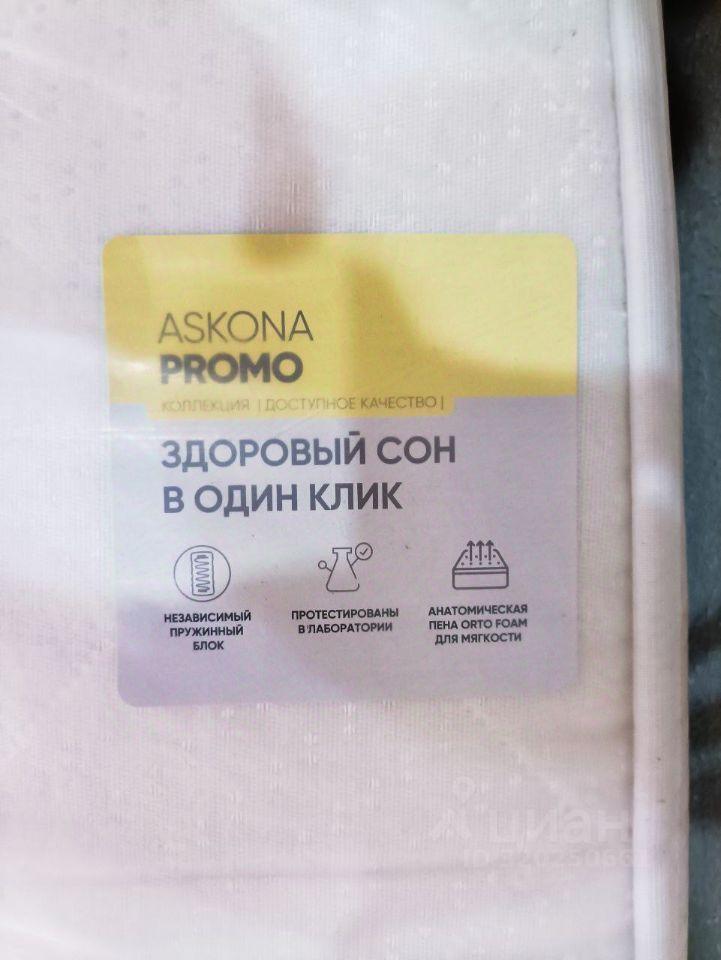 ASKONA
PROMO
КОЛЛЕКЦИЯ | ДОСТУПНОЕ КАЧЕСТВО |
ЗДОРОВЫЙ СОН
В ОДИН КЛИК
НЕЗАВИСИМЫЙ
ПРУЖИННЫЙ
БЛОК
ПРОТЕСТИРОВАНЫ
В ЛАБОРАТОРИИ
АНАТОМИЧЕСКАЯ
ПЕНА ORTO FOAM
ДЛЯ МЯГКОСТИ
циан